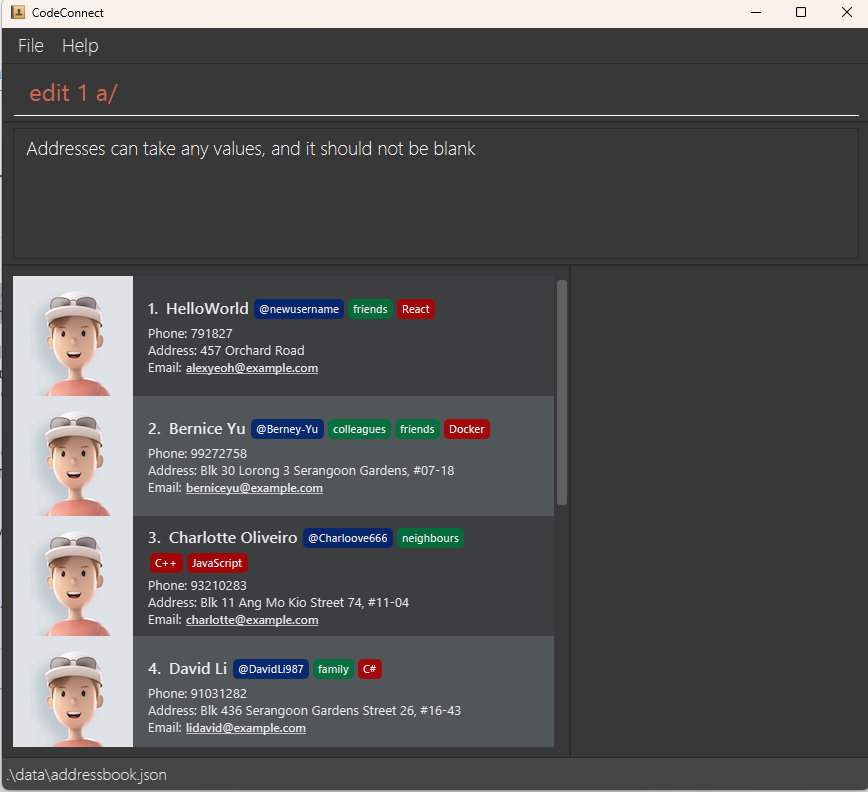 CodeConnect
File Help
edit 1 a/
Addresses can take any values, and it should not be blank
1. HelloWorld @newusername friends React
Phone: 791827
Address: 457 Orchard Road
Email: alexyeoh@example.com
2. Bernice Yu @Berney-Yu colleagues friends Docker
Phone: 99272758
Address: Blk 30 Lorong 3 Serangoon Gardens, #07-18
Email: berniceyu@example.com
3. Charlotte Oliveiro @Charloove666 neighbours
C++ JavaScript
Phone: 93210283
Address: Blk 11 Ang Mo Kio Street 74, #11-04
Email: charlotte@example.com
4. David Li @DavidLi987 family C#
Phone: 91031282
Address: Blk 436 Serangoon Gardens Street 26, #16-43
Email: lidavid@example.com
.\data\addressbook.json